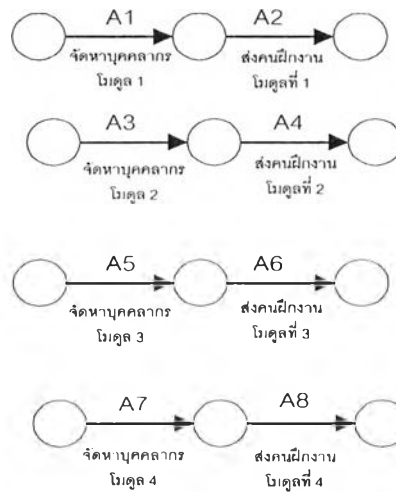 A1 A2
จัดหาบุคคลากร ส่งคนฝึกงาน
โมดูล 1 โมดูลที่ 1
A3 A4
จัดหาบุคคลากร ส่งคนฝึกงาน
โมดูล 2 โมดูลที่ 2
A5 A6
จัดหาบุคคลากร ส่งคนฝึกงาน
โมดูล 3 โมดูลที่ 3
A7 A8
จัดหาบุคคลากร ส่งคนฝึกงาน
โมดูล 4 โมดูลที่ 4